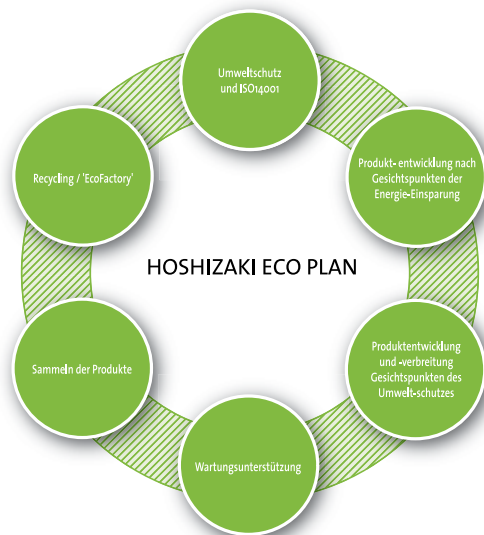 Umweltschutz
und ISO14001
Produkt- entwicklung nach
Gesichtspunkten der
Energie-Einsparung
Recycling / 'EcoFactory'
HOSHIZAKI ECO PLAN
Produktentwicklung
und -verbreitung
Gesichtspunkten des
Umwelt-schutzes
Sammeln der Produkte
Wartungsunterstützung